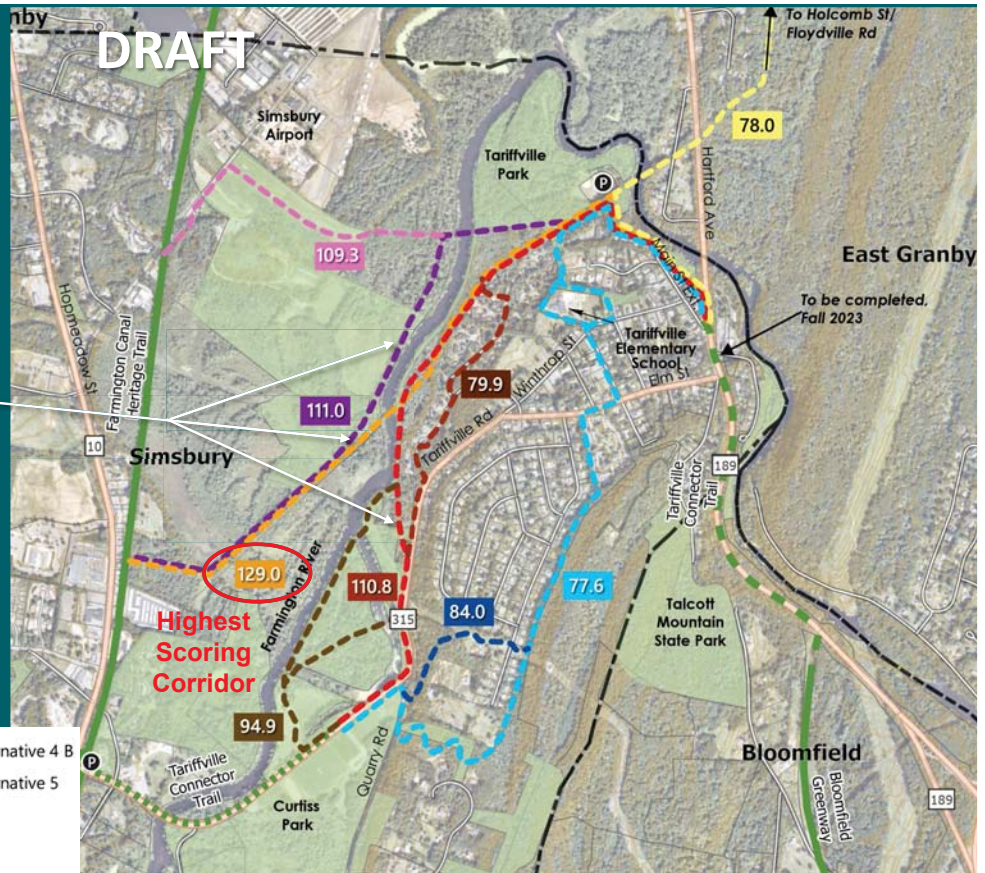 nby
DRAFT
To Holcomb St/
Floydville Rd
Simsbury
Airport
78.0
Tariffville
Park
P
Hartford Ave
109.3
Main St Ext
East Granby
To be completed,
Fall 2023
Hopmeadow St
Farmington Canal
Heritage Trail
Tariffville
Elementary
School
Winthrop St
Elm St
79.9
111.0
Tariffville Rd
10
Simsbury
189
Tariffville
Connector
Trail
129.0
Farmington River
110.8
77.6
84.0
315
Highest
Scoring
Corridor
Talcott
Mountain
State Park
94.9
native 4 B
native 5
P
Tariffville
Connector
Trail
Quarry Rd
Curtiss
Park
Bloomfield
Bloomfield
Greenway
189